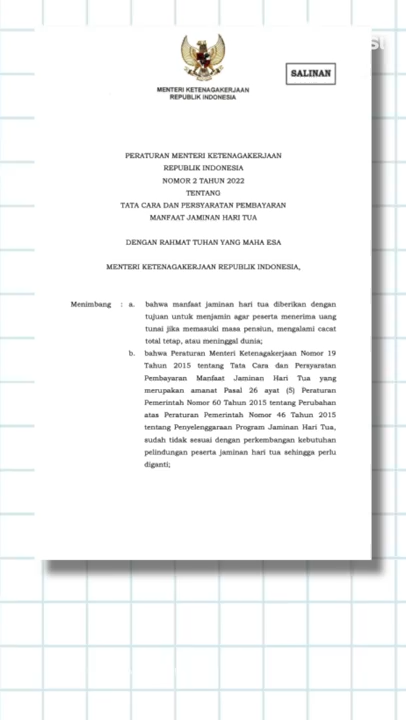 SALINAN
MENTERI KETENAGAKERJAAN
REPUBLIK INDONESIA
PERATURAN MENTERI KETENAGAKERJAAN
REPUBLIK INDONESIA
NOMOR 2 TAHUN 2022
TENTANG
TATA CARA DAN PERSYARATAN PEMBAYARAN
MANFAAT JAMINAN HARI TUA
DENGAN RAHMAT TUHAN YANG MAHA ESA
MENTERI KETENAGAKERJAAN REPUBLIK INDONESIA,
Menimbang : a. bahwa manfaat jaminan hari tua diberikan dengan
tujuan untuk menjamin agar peserta menerima uang
tunai jika memasuki masa pensiun, mengalami cacat
total tetap, atau meninggal dunia;
b. bahwa Peraturan Menteri Ketenagakerjaan Nomor 19
Tahun 2015 tentang Tata Cara dan Persyaratan
Pembayaran Manfaat Jaminan Hari Tua yang
merupakan amanat Pasal 26 ayat (5) Peraturan
Pemerintah Nomor 60 Tahun 2015 tentang Perubahan
atas Peraturan Pemerintah Nomor 46 Tahun 2015
tentang Penyelenggaraan Program Jaminan Hari Tua,
sudah tidak sesuai dengan perkembangan kebutuhan
pelindungan peserta jaminan hari tua sehingga perlu
diganti;